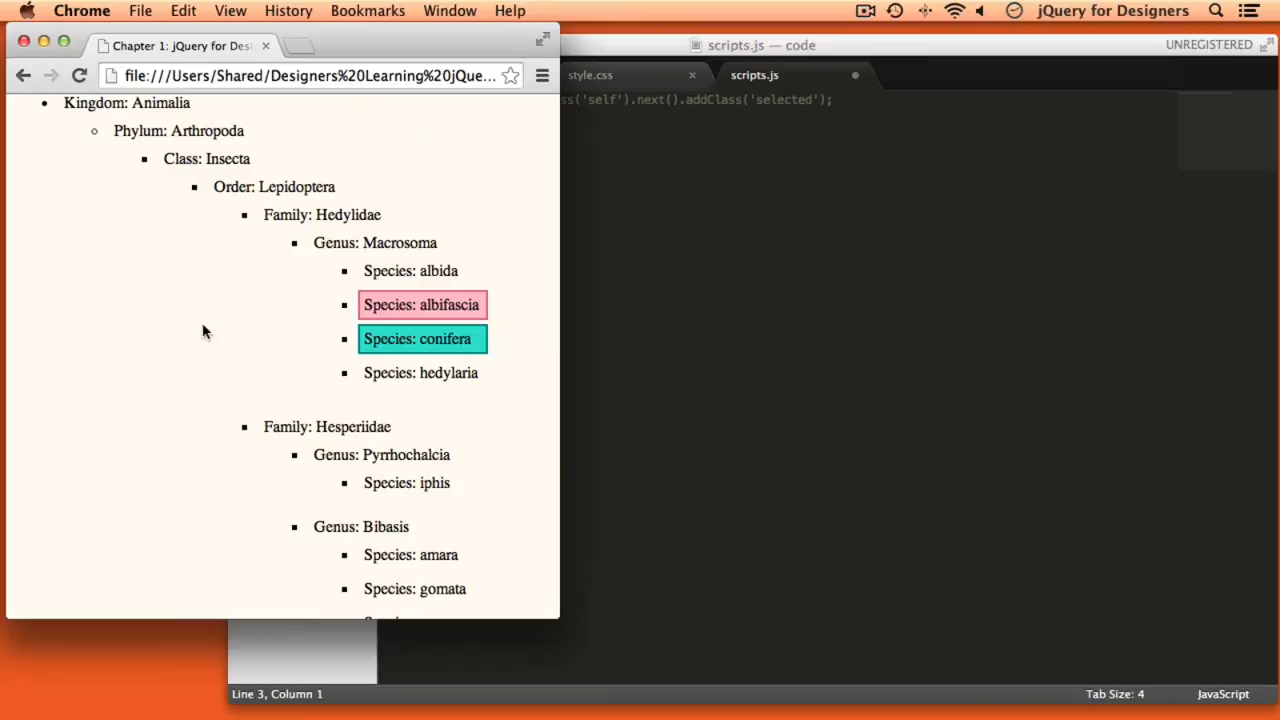 Chrome File Edit View History Bookmarks Window Help jQuery for Designers
Chapter 1: jQuery for Desi
scripts.js — code UNREGISTERED
file:///Users/Shared/Designers%20Learning%20jQue...
style.css scripts.js
ss('self').next().addClass('selected');
Kingdom: Animalia
Phylum: Arthropoda
Class: Insecta
Order: Lepidoptera
Family: Hedylidae
Genus: Macrosoma
Species: albida
Species: albifascia
Species: conifera
Species: hedylaria
Family: Hesperiidae
Genus: Pyrrhochalcia
Species: iphis
Genus: Bibasis
Species: amara
Species: gomata
Line 3, Column 1 Tab Size: 4 JavaScript